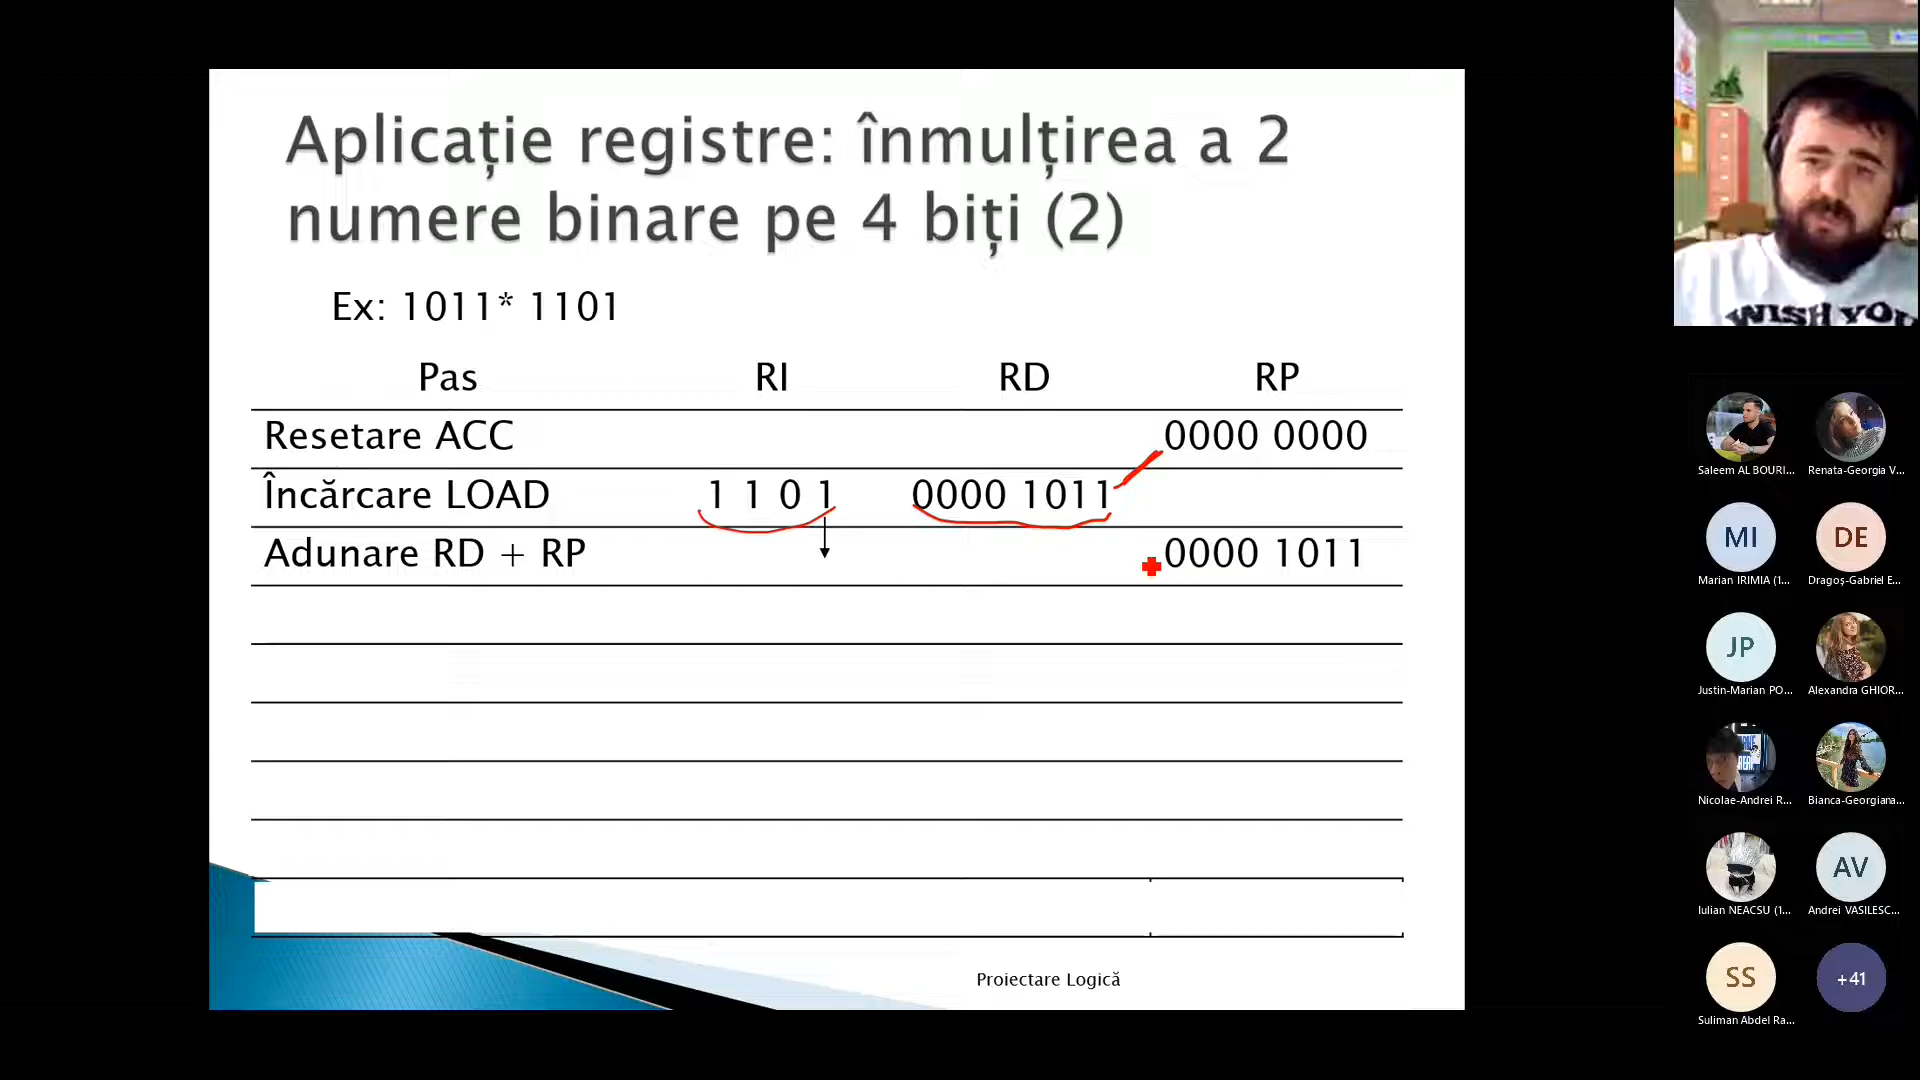 Aplicație registre: înmulțirea a 2
numere binare pe 4 biți (2)
Ex: 1011* 1101
Pas RI RD RP
Resetare ACC 0000 0000
Încărcare LOAD 1 1 0 1 0000 1011
Adunare RD + RP 0000 1011
Proiectare Logică
WISH YOU
Saleem AL BOURI... Renata-Georgia V...
MI DE
Marian IRIMIA (1... Dragoș-Gabriel E...
JP
Justin-Marian PO... Alexandra GHIOR...
Nicolae-Andrei R... Bianca-Georgiana...
AV
Iulian NEACSU (1... Andrei VASILESC...
SS +41
Suliman Abdel Ra...